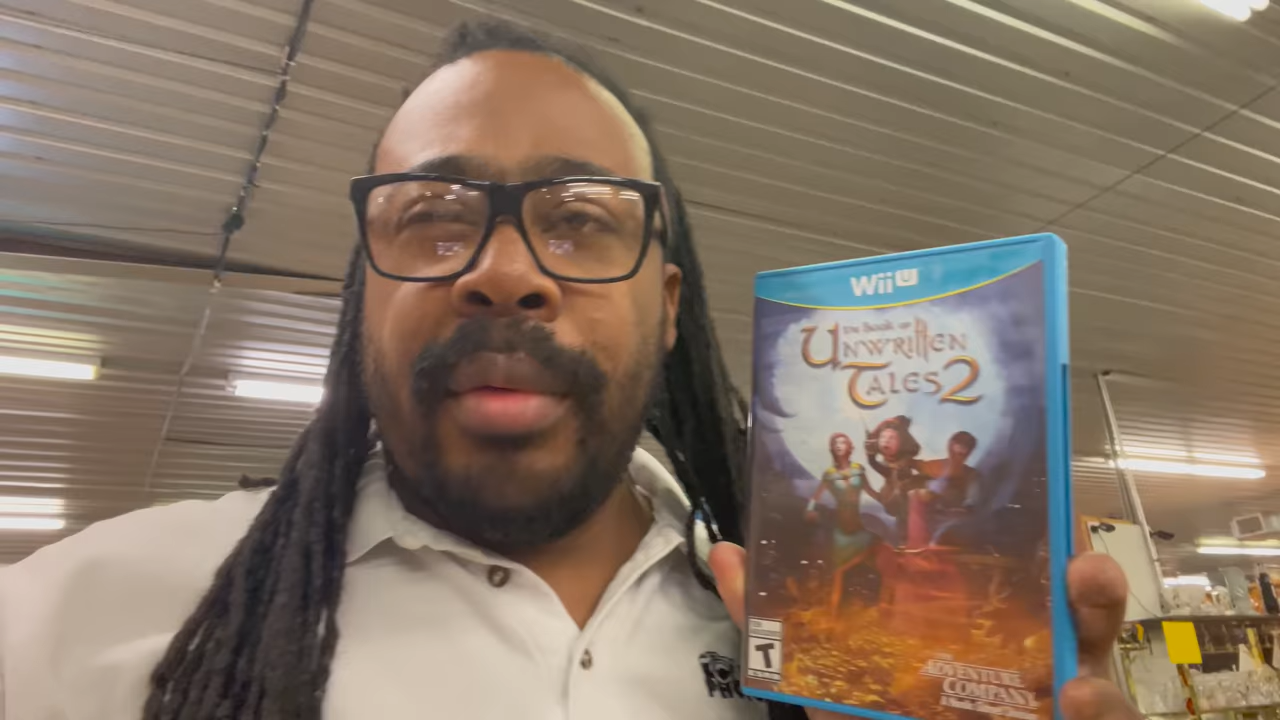 Wii U
the Book of
Unwritten
Tales 2
T
THE
ADVENTURE
COMPANY